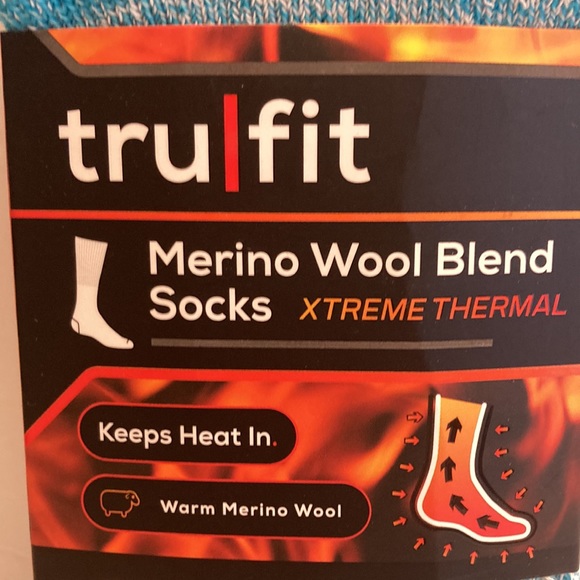 tru|fit
Merino Wool Blend
Socks XTREME THERMAL
Keeps Heat In.
Warm Merino Wool